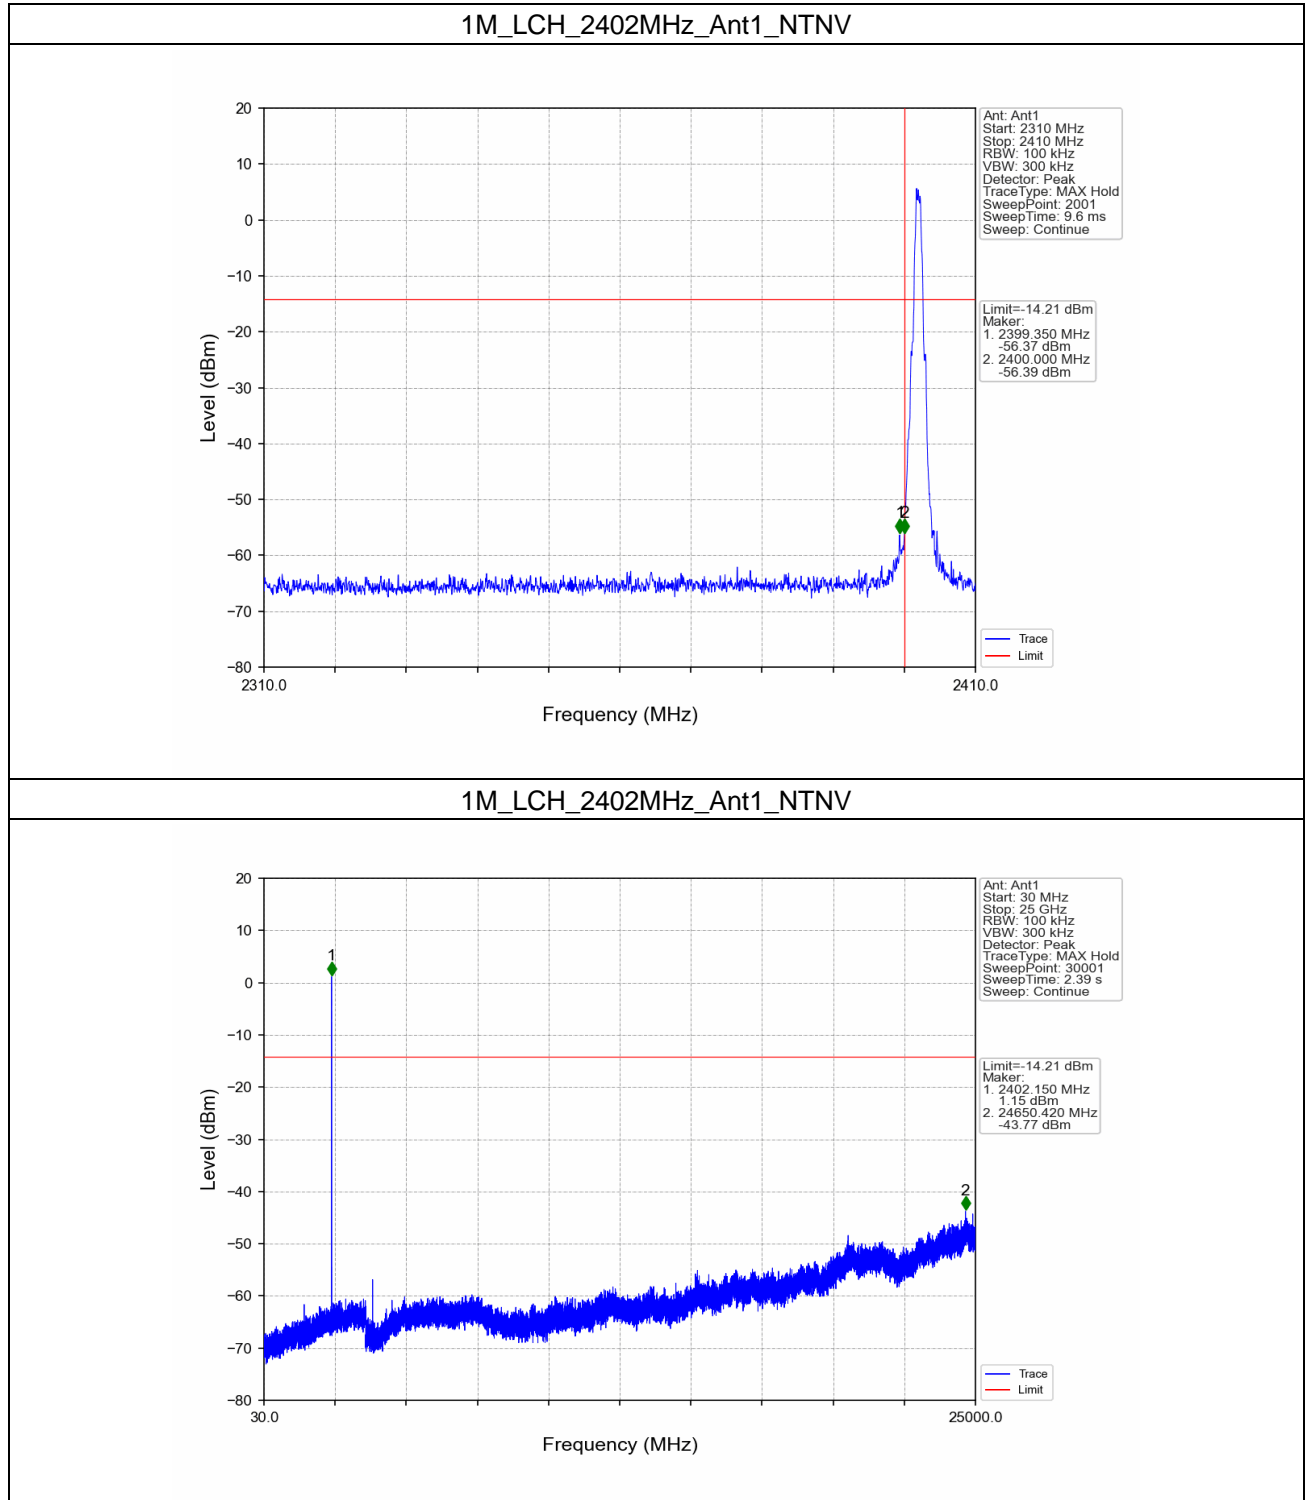 1M_LCH_2402MHz_Ant1_NTNV
20
10
0
−10
−20
−30
−40
−50
−60
−70
−80
Level (dBm)
1
2
2310.0
2410.0
Frequency (MHz)
Ant: Ant1
Start: 2310 MHz
Stop: 2410 MHz
RBW: 100 kHz
VBW: 300 kHz
Detector: Peak
TraceType: MAX Hold
SweepPoint: 2001
SweepTime: 9.6 ms
Sweep: Continue
Limit=-14.21 dBm
Maker:
1. 2399.350 MHz
-56.37 dBm
2. 2400.000 MHz
-56.39 dBm
Trace
Limit
1M_LCH_2402MHz_Ant1_NTNV
20
10
0
−10
−20
−30
−40
−50
−60
−70
−80
Level (dBm)
1
2
30.0
25000.0
Frequency (MHz)
Ant: Ant1
Start: 30 MHz
Stop: 25 GHz
RBW: 100 kHz
VBW: 300 kHz
Detector: Peak
TraceType: MAX Hold
SweepPoint: 30001
SweepTime: 2.39 s
Sweep: Continue
Limit=-14.21 dBm
Maker:
1. 2402.150 MHz
1.15 dBm
2. 24650.420 MHz
-43.77 dBm
Trace
Limit